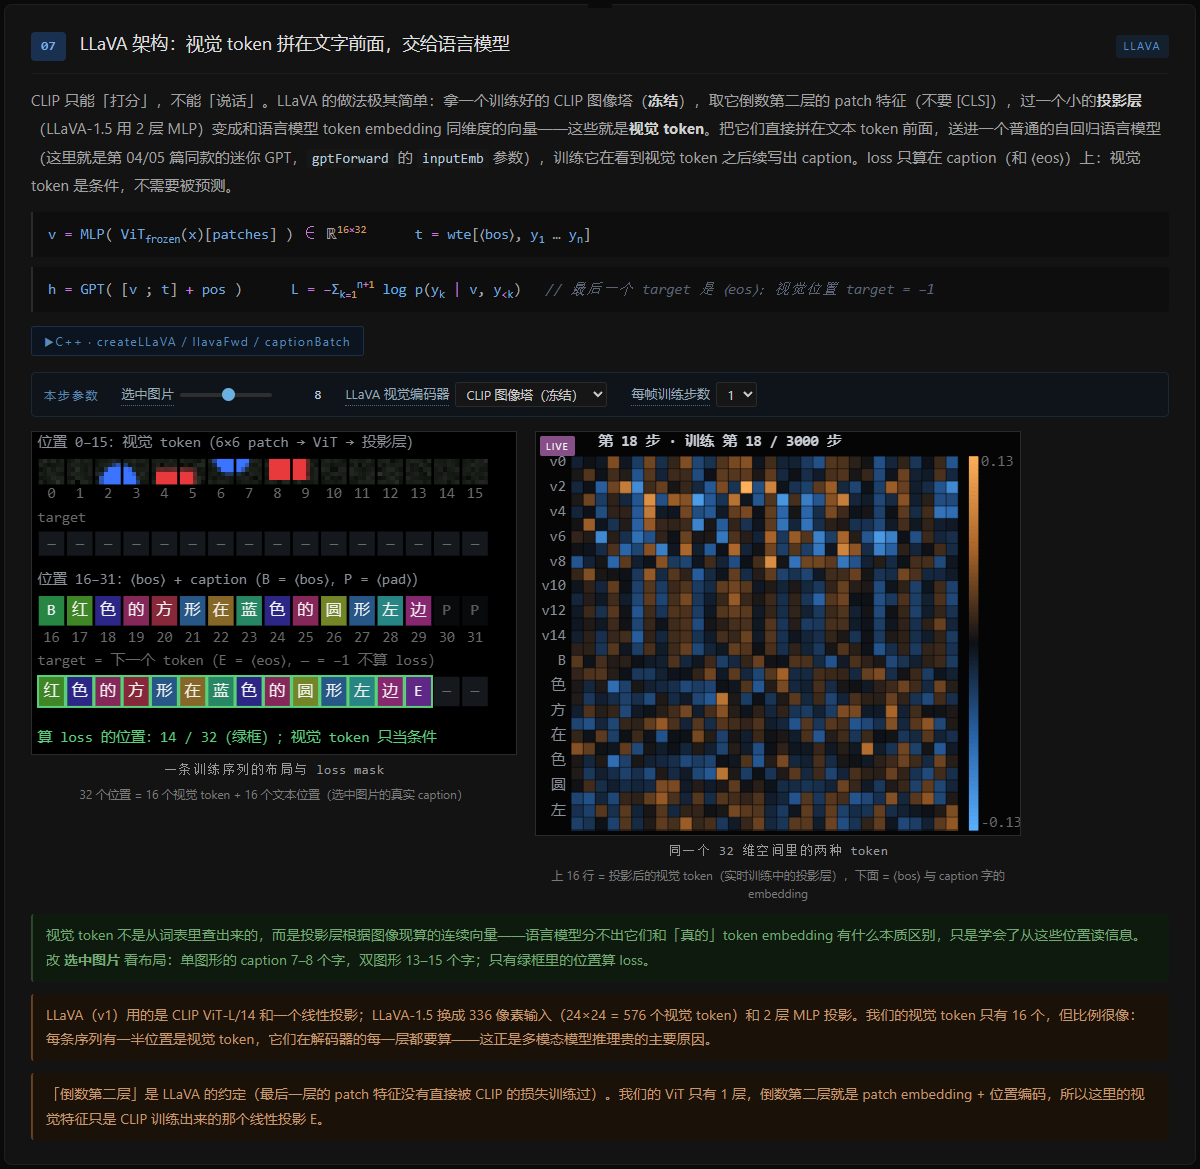 07 LLaVA 架构：视觉 token 拼在文字前面，交给语言模型 LLAVA
CLIP 只能「打分」，不能「说话」。LLaVA 的做法极其简单：拿一个训练好的 CLIP 图像塔（冻结），取它倒数第二层的 patch 特征（不要 [CLS]），过一个小的投影层
（LLaVA-1.5 用 2 层 MLP）变成和语言模型 token embedding 同维度的向量——这些就是视觉 token。把它们直接拼在文本 token 前面，送进一个普通的自回归语言模型
（这里就是第 04/05 篇同款的迷你 GPT， gptForward 的 inputEmb 参数），训练它在看到视觉 token 之后续写出 caption。loss 只算在 caption（和 ⟨eos⟩）上：视觉
token 是条件，不需要被预测。
v = MLP( ViTfrozen(x)[patches] ) ∈ ℝ16×32 t = wte[⟨bos⟩, y1 … yn]
h = GPT( [v ; t] + pos ) L = −Σk=1n+1 log p(yk | v, y<k) // 最后一个 target 是 ⟨eos⟩；视觉位置 target = −1
▶C++ · createLLaVA / llavaFwd / captionBatch
本步参数 选中图片 8 LLaVA 视觉编码器 CLIP 图像塔（冻结） 每帧训练步数 1
位置 0–15：视觉 token（6×6 patch → ViT → 投影层）
0 1 2 3 4 5 6 7 8 9 10 11 12 13 14 15
target
— — — — — — — — — — — — — — — —
位置 16–31：⟨bos⟩ + caption（B = ⟨bos⟩, P = ⟨pad⟩）
B 红 色 的 方 形 在 蓝 色 的 圆 形 左 边 P P
16 17 18 19 20 21 22 23 24 25 26 27 28 29 30 31
target = 下一个 token（E = ⟨eos⟩, — = −1 不算 loss）
红 色 的 方 形 在 蓝 色 的 圆 形 左 边 E — —
算 loss 的位置：14 / 32（绿框）；视觉 token 只当条件
一条训练序列的布局与 loss mask
32 个位置 = 16 个视觉 token + 16 个文本位置（选中图片的真实 caption）
LIVE 第 18 步 · 训练 第 18 / 3000 步
v0
v2
v4
v6
v8
v10
v12
v14
B
色
方
在
色
圆
左
0.13
-0.13
同一个 32 维空间里的两种 token
上 16 行 = 投影后的视觉 token（实时训练中的投影层），下面 = ⟨bos⟩ 与 caption 字的
embedding
视觉 token 不是从词表里查出来的，而是投影层根据图像现算的连续向量——语言模型分不出它们和「真的」token embedding 有什么本质区别，只是学会了从这些位置读信息。
改 选中图片 看布局：单图形的 caption 7–8 个字，双图形 13–15 个字；只有绿框里的位置算 loss。
LLaVA（v1）用的是 CLIP ViT-L/14 和一个线性投影；LLaVA-1.5 换成 336 像素输入（24×24 = 576 个视觉 token）和 2 层 MLP 投影。我们的视觉 token 只有 16 个，但比例很像：
每条序列有一半位置是视觉 token，它们在解码器的每一层都要算——这正是多模态模型推理贵的主要原因。
「倒数第二层」是 LLaVA 的约定（最后一层的 patch 特征没有直接被 CLIP 的损失训练过）。我们的 ViT 只有 1 层，倒数第二层就是 patch embedding + 位置编码，所以这里的视
觉特征只是 CLIP 训练出来的那个线性投影 E。